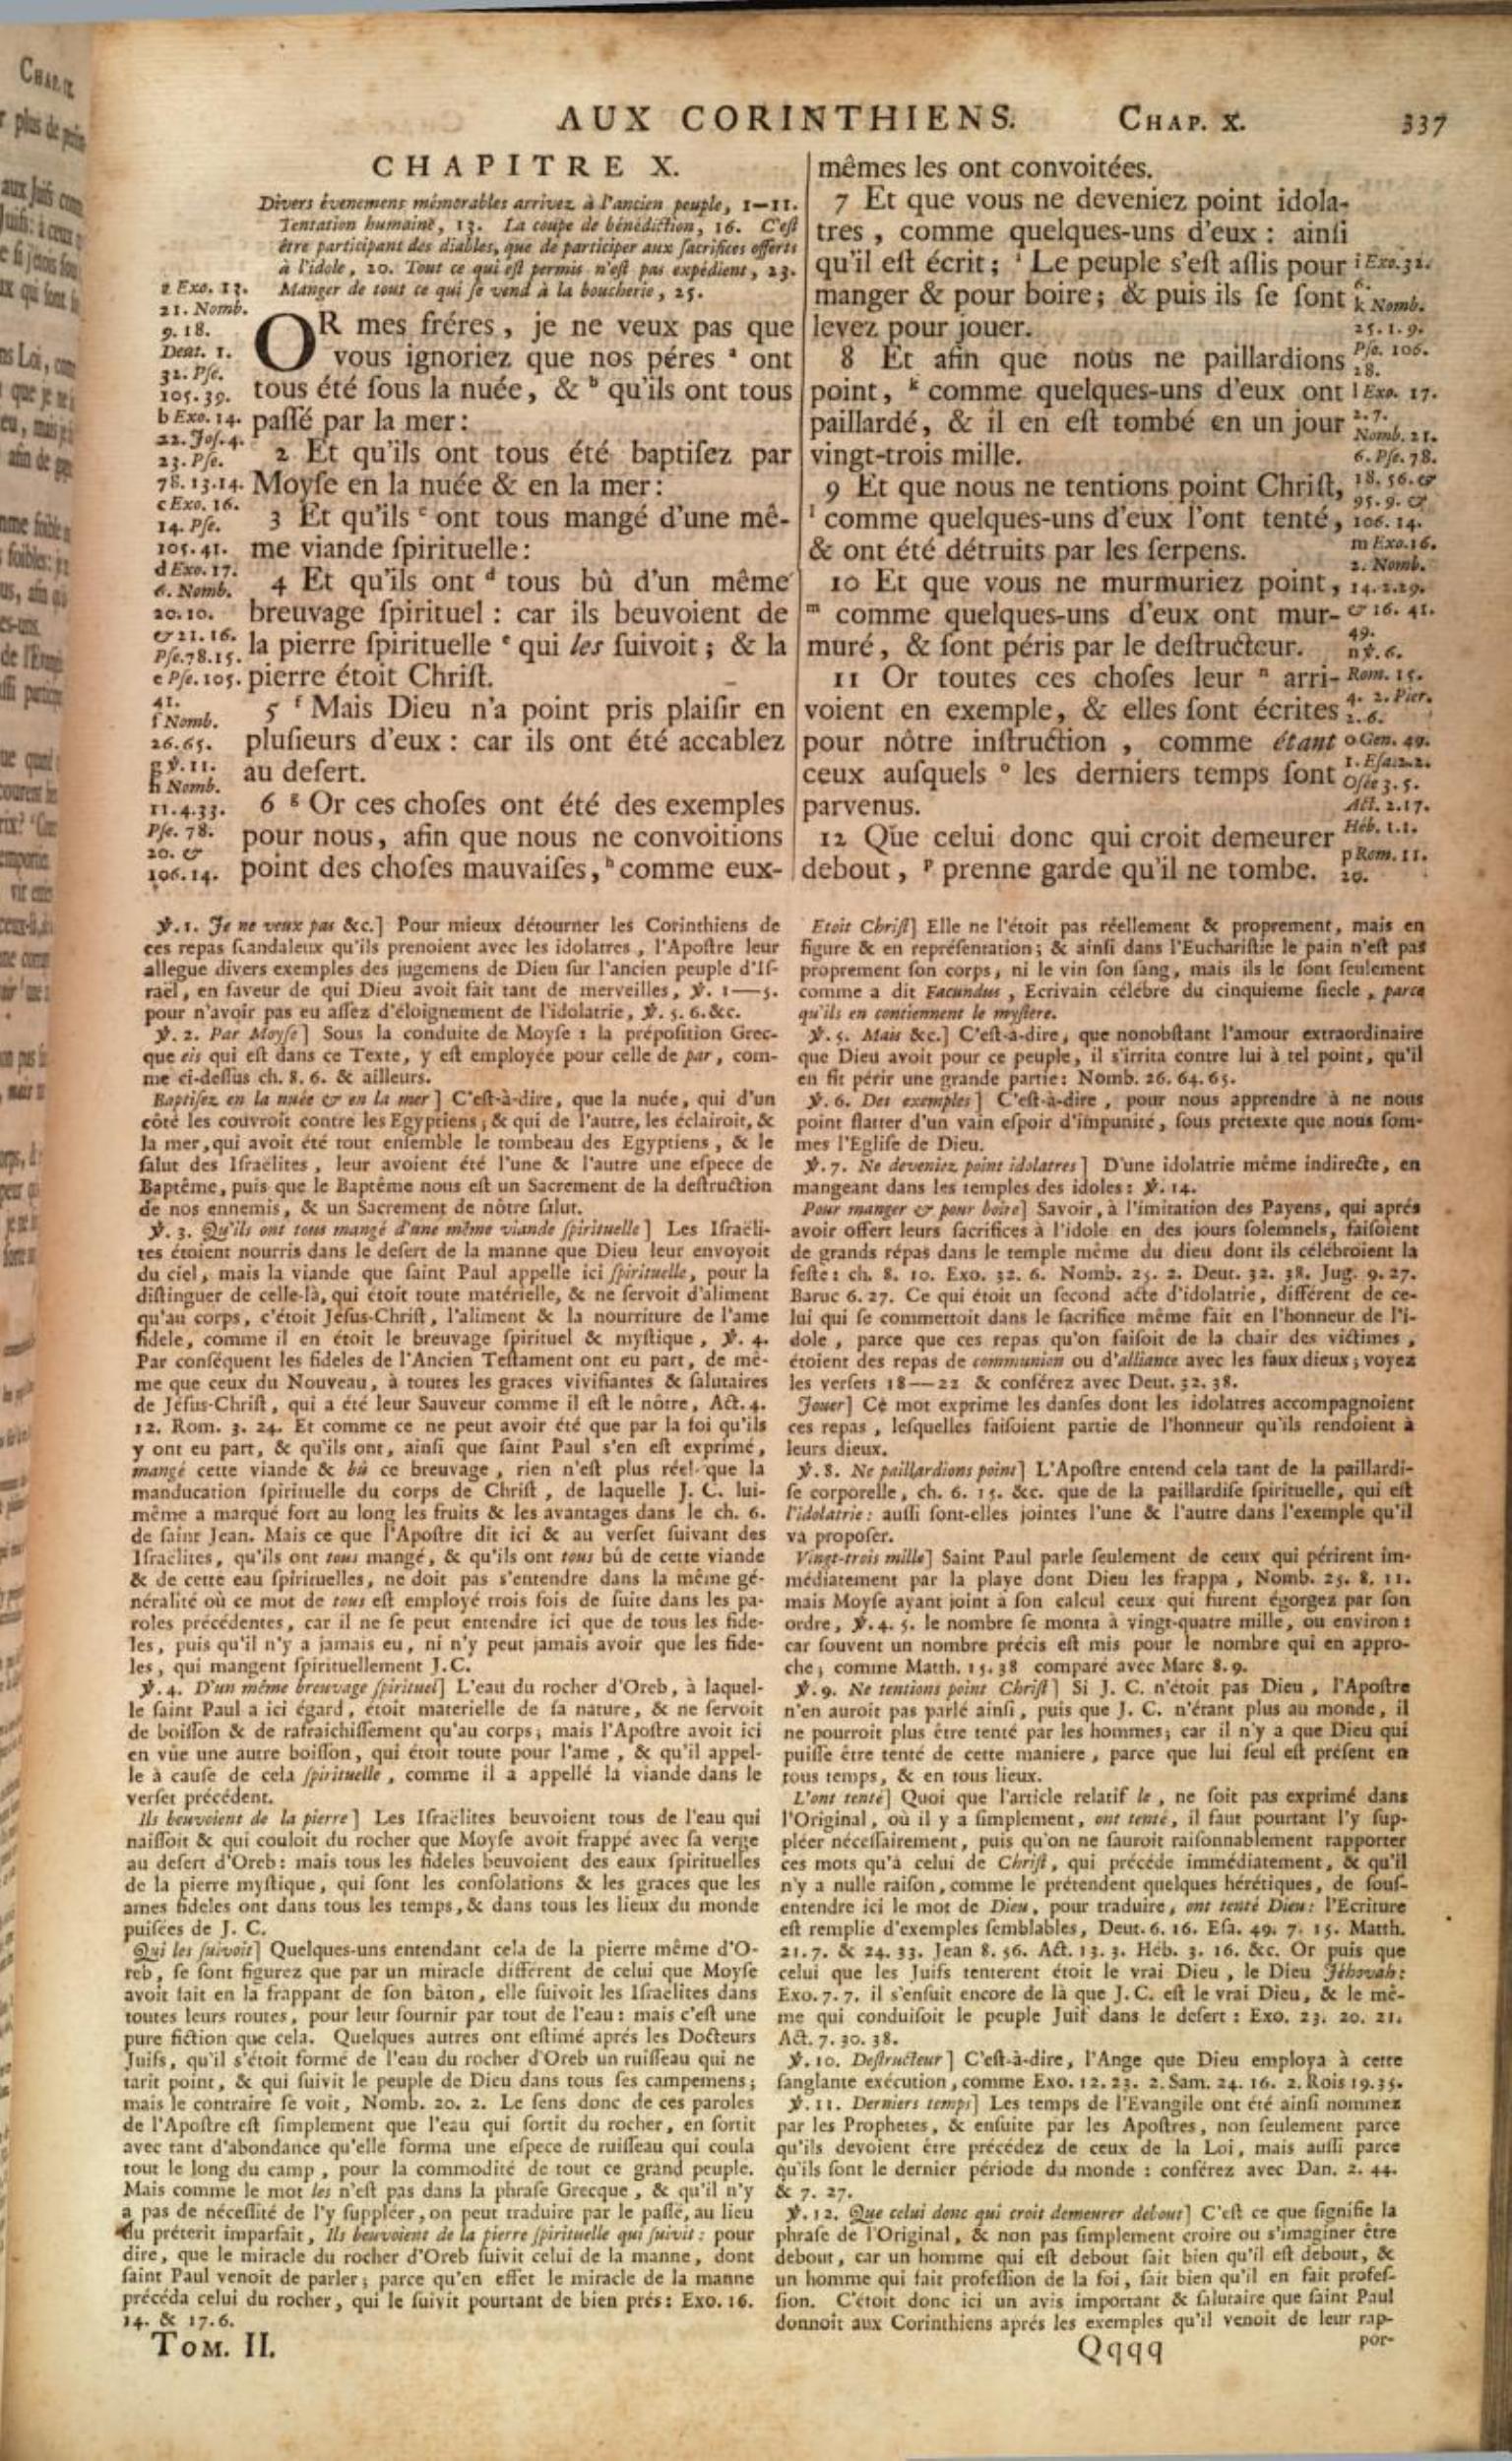 AUX CORINTHIENS. CHAP. X. 337
CHAPITRE X.
Divers évenemens mémorables arrivez à l'ancien peuple, 1—11.
Tentation humaine, 13. La coupe de bénédiction, 16. C'eſt
être participant des diables, que de participer aux ſacrifices offerts
à l'idole, 20. Tout ce qui eſt permis n'eſt pas expédient, 23.
Manger de tout ce qui ſe vend à la boucherie, 25.
OR mes fréres, je ne veux pas que
vous ignoriez que nos péres ᵃ ont
tous été ſous la nuée, & ᵇ qu'ils ont tous
paſſé par la mer:
2 Et qu'ils ont tous été baptiſez par
Moyſe en la nuée & en la mer:
3 Et qu'ils ᶜ ont tous mangé d'une mê-
me viande ſpirituelle:
4 Et qu'ils ont ᵈ tous bû d'un même
breuvage ſpirituel: car ils beuvoient de
la pierre ſpirituelle ᵉ qui les ſuivoit; & la
pierre étoit Chriſt.
5 ᶠ Mais Dieu n'a point pris plaiſir en
pluſieurs d'eux: car ils ont été accablez
au deſert.
6 ᵍ Or ces choſes ont été des exemples
pour nous, afin que nous ne convoitions
point des choſes mauvaiſes, ʰ comme eux-
Exo. 13.
21. Nomb.
9. 18.
Deut. 1.
32. Pſe.
105. 39.
b Exo. 14.
22. Joſ. 4.
23. Pſe.
78. 13. 14.
c Exo. 16.
14. Pſe.
105. 41.
d Exo. 17.
6. Nomb.
20. 10.
& 21. 16.
Pſe. 78. 15.
e Pſe. 105.
41.
f Nomb.
26. 65.
g ℣. 11.
h Nomb.
11. 4. 33.
Pſe. 78.
20. &
106. 14.
mêmes les ont convoitées.
7 Et que vous ne deveniez point idola-
tres, comme quelques-uns d'eux: ainſi
qu'il eſt écrit; ⁱ Le peuple s'eſt aſſis pour
manger & pour boire; & puis ils ſe ſont
levez pour jouer.
8 Et afin que nous ne paillardions
point, ᵏ comme quelques-uns d'eux ont
paillardé, & il en eſt tombé en un jour
vingt-trois mille.
9 Et que nous ne tentions point Chriſt,
ˡ comme quelques-uns d'eux l'ont tenté,
& ont été détruits par les ſerpens.
10 Et que vous ne murmuriez point,
ᵐ comme quelques-uns d'eux ont mur-
muré, & ſont péris par le deſtructeur.
11 Or toutes ces choſes leur ⁿ arri-
voient en exemple, & elles ſont écrites
pour nôtre inſtruction, comme étant
ceux auſquels ᵒ les derniers temps ſont
parvenus.
12 Que celui donc qui croit demeurer
debout, ᵖ prenne garde qu'il ne tombe.
i Exo. 32.
6.
k Nomb.
25. 1. 9.
Pſe. 106.
28.
l Exo. 17.
2. 7.
Nomb. 21.
6. Pſe. 78.
18. 56. &
95. 9. &
106. 14.
m Exo. 16.
2. Nomb.
14. 2. 29.
& 16. 41.
49.
n ℣. 6.
Rom. 15.
4. 2. Pier.
2. 6.
o Gen. 49.
1. Eſa. 2. 2.
Oſée 3. 5.
Act. 2. 17.
Héb. 1. 1.
p Rom. 11.
20.
℣. 1. Je ne veux pas &c.] Pour mieux détourner les Corinthiens de
ces repas ſcandaleux qu'ils prenoient avec les idolatres, l'Apoſtre leur
allegue divers exemples des jugemens de Dieu ſur l'ancien peuple d'Iſ-
raël, en faveur de qui Dieu avoit fait tant de merveilles, ℣. 1—5.
pour n'avoir pas eu aſſez d'éloignement de l'idolatrie, ℣. 5. 6. &c.
℣. 2. Par Moyſe] Sous la conduite de Moyſe: la prépoſition Grec-
que eis qui eſt dans ce Texte, y eſt employée pour celle de par, com-
me ci-deſſus ch. 8. 6. & ailleurs.
Baptiſez en la nuée & en la mer] C'eſt-à-dire, que la nuée, qui d'un
côté les couvroit contre les Egyptiens, & qui de l'autre, les éclairoit, &
la mer, qui avoit été tout enſemble le tombeau des Egyptiens, & le
ſalut des Iſraëlites, leur avoient été l'une & l'autre une eſpece de
Baptême, puis que le Baptême nous eſt un Sacrement de la deſtruction
de nos ennemis, & un Sacrement de nôtre ſalut.
℣. 3. Qu'ils ont tous mangé d'une même viande ſpirituelle] Les Iſraëli-
tes étoient nourris dans le deſert de la manne que Dieu leur envoyoit
du ciel, mais la viande que ſaint Paul appelle ici ſpirituelle, pour la
diſtinguer de celle-là, qui étoit toute matérielle, & ne ſervoit d'aliment
qu'au corps, c'étoit Jéſus-Chriſt, l'aliment & la nourriture de l'ame
fidele, comme il en étoit le breuvage ſpirituel & myſtique, ℣. 4.
Par conſéquent les fideles de l'Ancien Teſtament ont eu part, de mê-
me que ceux du Nouveau, à toutes les graces vivifiantes & ſalutaires
de Jéſus-Chriſt, qui a été leur Sauveur comme il eſt le nôtre, Act. 4.
12. Rom. 3. 24. Et comme ce ne peut avoir été que par la foi qu'ils
y ont eu part, & qu'ils ont, ainſi que ſaint Paul s'en eſt exprimé,
mangé cette viande & bû ce breuvage, rien n'eſt plus réel que la
manducation ſpirituelle du corps de Chriſt, de laquelle J. C. lui-
même a marqué fort au long les fruits & les avantages dans le ch. 6.
de ſaint Jean. Mais ce que l'Apoſtre dit ici & au verſet ſuivant des
Iſraëlites, qu'ils ont tous mangé, & qu'ils ont tous bû de cette viande
& de cette eau ſpirituelles, ne doit pas s'entendre dans la même gé-
néralité où ce mot de tous eſt employé trois fois de ſuite dans les pa-
roles précédentes, car il ne ſe peut entendre ici que de tous les fide-
les, puis qu'il n'y a jamais eu, ni n'y peut jamais avoir que les fide-
les, qui mangent ſpirituellement J. C.
℣. 4. D'un même breuvage ſpirituel] L'eau du rocher d'Oreb, à laquel-
le ſaint Paul a ici égard, étoit materielle de ſa nature, & ne ſervoit
de boiſſon & de rafraichiſſement qu'au corps; mais l'Apoſtre avoit ici
en vûe une autre boiſſon, qui étoit toute pour l'ame, & qu'il appel-
le à cauſe de cela ſpirituelle, comme il a appellé la viande dans le
verſet précédent.
Ils beuvoient de la pierre] Les Iſraëlites beuvoient tous de l'eau qui
naiſſoit & qui couloit du rocher que Moyſe avoit frappé avec ſa verge
au deſert d'Oreb: mais tous les fideles beuvoient des eaux ſpirituelles
de la pierre myſtique, qui ſont les conſolations & les graces que les
ames fideles ont dans tous les temps, & dans tous les lieux du monde
puiſées de J. C.
Qui les ſuivoit] Quelques-uns entendant cela de la pierre même d'O-
reb, ſe ſont figurez que par un miracle différent de celui que Moyſe
avoit fait en la frappant de ſon bâton, elle ſuivoit les Iſraëlites dans
toutes leurs routes, pour leur fournir par tout de l'eau: mais c'eſt une
pure fiction que cela. Quelques autres ont eſtimé aprés les Docteurs
Juifs, qu'il s'étoit formé de l'eau du rocher d'Oreb un ruiſſeau qui ne
tarit point, & qui ſuivit le peuple de Dieu dans tous ſes campemens;
mais le contraire ſe voit, Nomb. 20. 2. Le ſens donc de ces paroles
de l'Apoſtre eſt ſimplement que l'eau qui ſortit du rocher, en ſortit
avec tant d'abondance qu'elle forma une eſpece de ruiſſeau qui coula
tout le long du camp, pour la commodité de tout ce grand peuple.
Mais comme le mot les n'eſt pas dans la phraſe Grecque, & qu'il n'y
a pas de néceſſité de l'y ſuppléer, on peut traduire par le paſſé, au lieu
du préterit imparfait, Ils beuvoient de la pierre ſpirituelle qui ſuivit: pour
dire, que le miracle du rocher d'Oreb ſuivit celui de la manne, dont
ſaint Paul venoit de parler; parce qu'en effet le miracle de la manne
précéda celui du rocher, qui le ſuivit pourtant de bien prés: Exo. 16.
14. & 17. 6.
Etoit Chriſt] Elle ne l'étoit pas réellement & proprement, mais en
figure & en repréſentation; & ainſi dans l'Euchariſtie le pain n'eſt pas
proprement ſon corps, ni le vin ſon ſang, mais ils le ſont ſeulement
comme a dit Facundus, Ecrivain célébre du cinquieme ſiecle, parce
qu'ils en contiennent le myſtere.
℣. 5. Mais &c.] C'eſt-à-dire, que nonobſtant l'amour extraordinaire
que Dieu avoit pour ce peuple, il s'irrita contre lui à tel point, qu'il
en fit périr une grande partie: Nomb. 26. 64. 65.
℣. 6. Des exemples] C'eſt-à-dire, pour nous apprendre à ne nous
point flatter d'un vain eſpoir d'impunité, ſous prétexte que nous ſom-
mes l'Egliſe de Dieu.
℣. 7. Ne deveniez point idolatres] D'une idolatrie même indirecte, en
mangeant dans les temples des idoles: ℣. 14.
Pour manger & pour boire] Savoir, à l'imitation des Payens, qui aprés
avoir offert leurs ſacrifices à l'idole en des jours ſolemnels, faiſoient
de grands répas dans le temple même du dieu dont ils célébroient la
feſte: ch. 8. 10. Exo. 32. 6. Nomb. 25. 2. Deut. 32. 38. Jug. 9. 27.
Baruc 6. 27. Ce qui étoit un ſecond acte d'idolatrie, différent de ce-
lui qui ſe commettoit dans le ſacrifice même fait en l'honneur de l'i-
dole, parce que ces repas qu'on faiſoit de la chair des victimes,
étoient des repas de communion ou d'alliance avec les faux dieux; voyez
les verſets 18—22 & conférez avec Deut. 32. 38.
Jouer] Ce mot exprime les danſes dont les idolatres accompagnoient
ces repas, leſquelles faiſoient partie de l'honneur qu'ils rendoient à
leurs dieux.
℣. 8. Ne paillardions point] L'Apoſtre entend cela tant de la paillardi-
ſe corporelle, ch. 6. 15. &c. que de la paillardiſe ſpirituelle, qui eſt
l'idolatrie: auſſi ſont-elles jointes l'une & l'autre dans l'exemple qu'il
va propoſer.
Vingt-trois mille] Saint Paul parle ſeulement de ceux qui périrent im-
médiatement par la playe dont Dieu les frappa, Nomb. 25. 8. 11.
mais Moyſe ayant joint à ſon calcul ceux qui furent égorgez par ſon
ordre, ℣. 4. 5. le nombre ſe monta à vingt-quatre mille, ou environ:
car ſouvent un nombre précis eſt mis pour le nombre qui en appro-
che; comme Matth. 15. 38 comparé avec Marc 8. 9.
℣. 9. Ne tentions point Chriſt] Si J. C. n'étoit pas Dieu, l'Apoſtre
n'en auroit pas parlé ainſi, puis que J. C. n'étant plus au monde, il
ne pourroit plus être tenté par les hommes; car il n'y a que Dieu qui
puiſſe être tenté de cette maniere, parce que lui ſeul eſt préſent en
tous temps, & en tous lieux.
L'ont tenté] Quoi que l'article relatif le, ne ſoit pas exprimé dans
l'Original, où il y a ſimplement, ont tenté, il faut pourtant l'y ſup-
pléer néceſſairement, puis qu'on ne ſauroit raiſonnablement rapporter
ces mots qu'à celui de Chriſt, qui précéde immédiatement, & qu'il
n'y a nulle raiſon, comme le prétendent quelques hérétiques, de ſouſ-
entendre ici le mot de Dieu, pour traduire, ont tenté Dieu: l'Ecriture
eſt remplie d'exemples ſemblables, Deut. 6. 16. Eſa. 49. 7. 15. Matth.
21. 7. & 24. 33. Jean 8. 56. Act. 13. 3. Héb. 3. 16. &c. Or puis que
celui que les Juifs tenterent étoit le vrai Dieu, le Dieu Jéhovah:
Exo. 7. 7. il s'enſuit encore de là que J. C. eſt le vrai Dieu, & le mê-
me qui conduiſoit le peuple Juif dans le deſert: Exo. 23. 20. 21.
Act. 7. 30. 38.
℣. 10. Deſtructeur] C'eſt-à-dire, l'Ange que Dieu employa à cette
ſanglante exécution, comme Exo. 12. 23. 2. Sam. 24. 16. 2. Rois 19. 35.
℣. 11. Derniers temps] Les temps de l'Evangile ont été ainſi nommez
par les Prophetes, & enſuite par les Apoſtres, non ſeulement parce
qu'ils devoient être précédez de ceux de la Loi, mais auſſi parce
qu'ils ſont le dernier période du monde: conférez avec Dan. 2. 44.
& 7. 27.
℣. 12. Que celui donc qui croit demeurer debout] C'eſt ce que ſignifie la
phraſe de l'Original, & non pas ſimplement croire ou s'imaginer être
debout, car un homme qui eſt debout ſait bien qu'il eſt debout, &
un homme qui fait profeſſion de la foi, ſait bien qu'il en fait profeſ-
ſion. C'étoit donc ici un avis important & ſalutaire que ſaint Paul
donnoit aux Corinthiens aprés les exemples qu'il venoit de leur rap-
por-
TOM. II. Qqqq